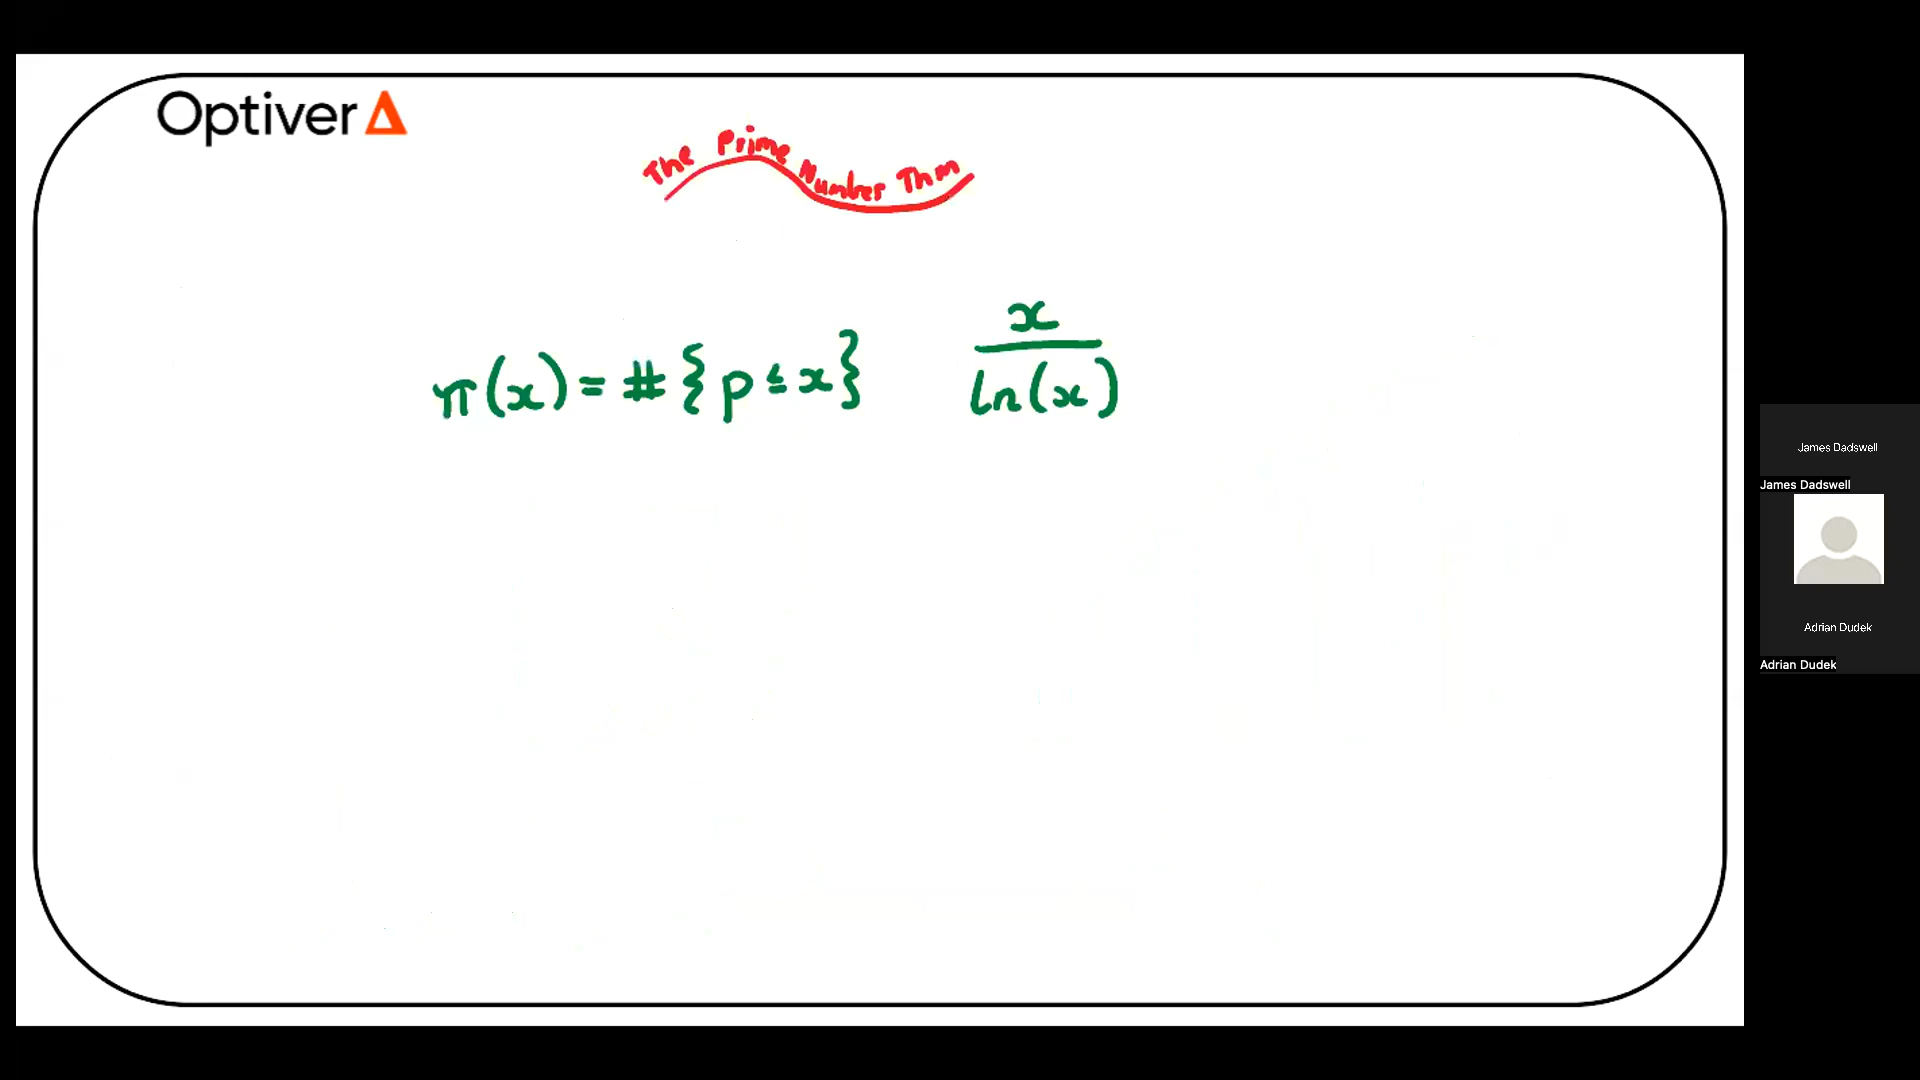 Optiver
The Prime Number Thm
π(x) = # { p ≤ x }
x
ln(x)
James Dadswell
James Dadswell
Adrian Dudek
Adrian Dudek